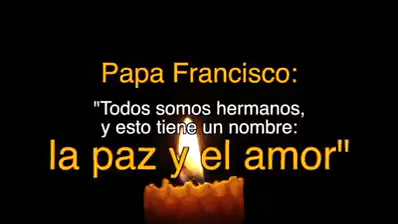 Papa Francisco:
"Todos somos hermanos,
y esto tiene un nombre:
la paz y el amor"